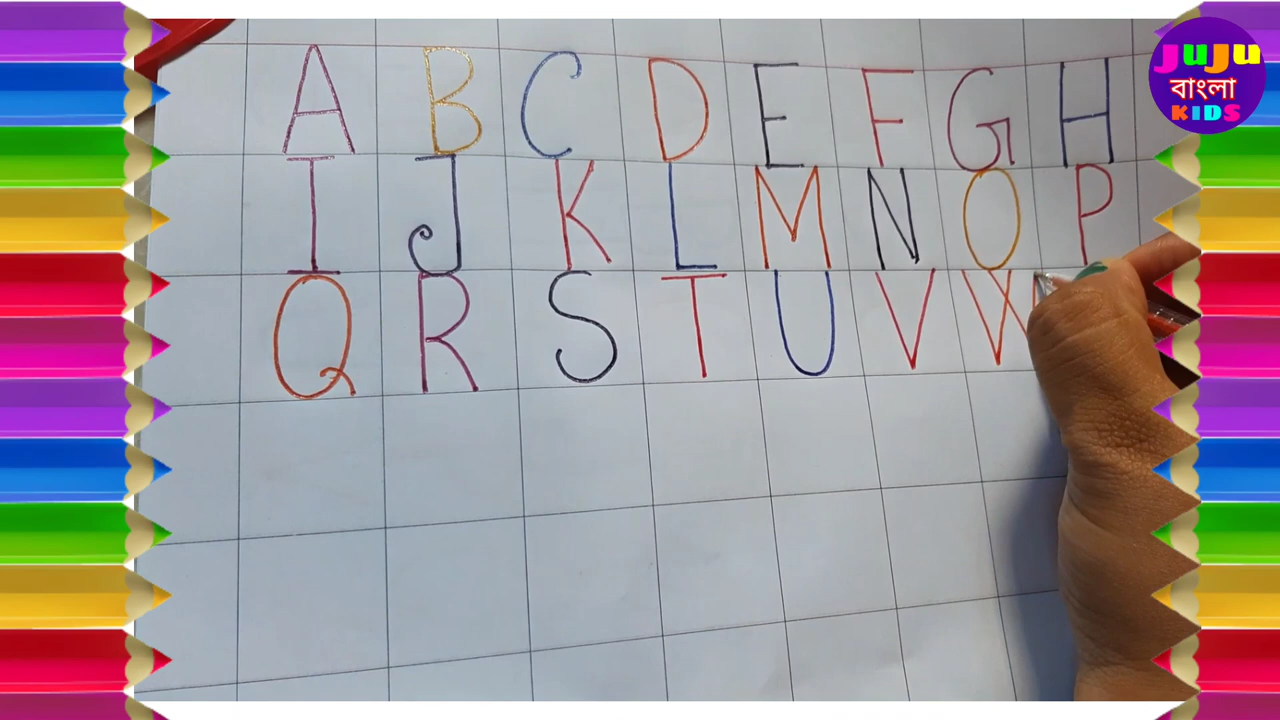 JUJU
বাংলা
KIDS
A B C D E F G H
I J K L M N O P
Q R S T U V W